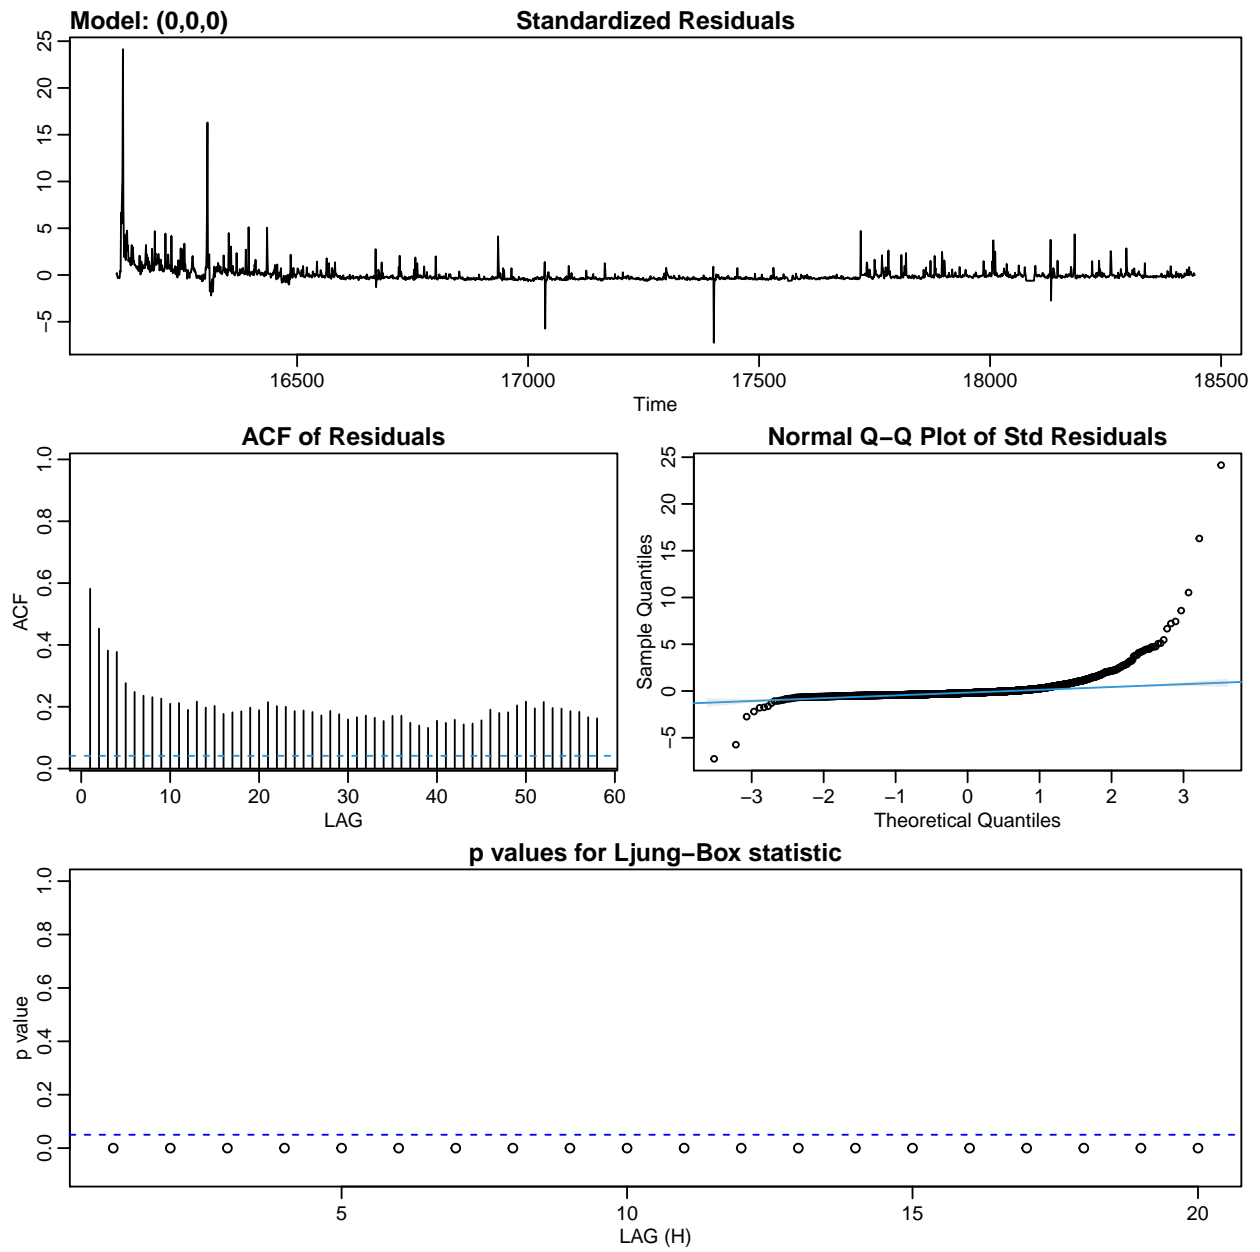 Model: (0,0,0) Standardized Residuals
25
20
15
10
5
0
−5
16500 17000 17500 18000 18500
Time
ACF of Residuals
1.0
0.8
0.6
0.4
0.2
0.0
ACF
0 10 20 30 40 50 60
LAG
Normal Q−Q Plot of Std Residuals
25
20
15
10
5
0
−5
Sample Quantiles
−3 −2 −1 0 1 2 3
Theoretical Quantiles
p values for Ljung−Box statistic
1.0
0.8
0.6
0.4
0.2
0.0
p value
5 10 15 20
LAG (H)